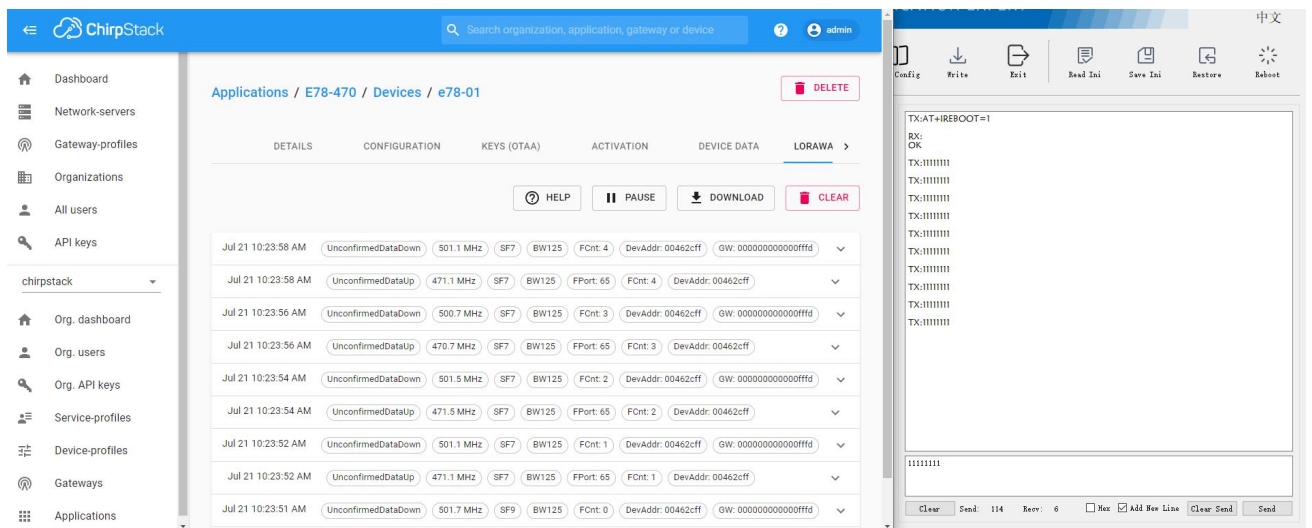 ChirpStack
Search organization, application, gateway or device
?
admin
Dashboard
Network-servers
Gateway-profiles
Organizations
All users
API keys
chirpstack
Org. dashboard
Org. users
Org. API keys
Service-profiles
Device-profiles
Gateways
Applications
Applications / E78-470 / Devices / e78-01
DELETE
DETAILS CONFIGURATION KEYS (OTAA) ACTIVATION DEVICE DATA LORAWA
HELP PAUSE DOWNLOAD CLEAR
Jul 21 10:23:58 AM UnconfirmedDataDown 501.1 MHz SF7 BW125 FCnt: 4 DevAddr: 00462cff GW: 000000000000fffd
Jul 21 10:23:58 AM UnconfirmedDataUp 471.1 MHz SF7 BW125 FPort: 65 FCnt: 4 DevAddr: 00462cff
Jul 21 10:23:56 AM UnconfirmedDataDown 500.7 MHz SF7 BW125 FCnt: 3 DevAddr: 00462cff GW: 000000000000fffd
Jul 21 10:23:56 AM UnconfirmedDataUp 470.7 MHz SF7 BW125 FPort: 65 FCnt: 3 DevAddr: 00462cff
Jul 21 10:23:54 AM UnconfirmedDataDown 501.5 MHz SF7 BW125 FCnt: 2 DevAddr: 00462cff GW: 000000000000fffd
Jul 21 10:23:54 AM UnconfirmedDataUp 471.5 MHz SF7 BW125 FPort: 65 FCnt: 2 DevAddr: 00462cff
Jul 21 10:23:52 AM UnconfirmedDataDown 501.1 MHz SF7 BW125 FCnt: 1 DevAddr: 00462cff GW: 000000000000fffd
Jul 21 10:23:52 AM UnconfirmedDataUp 471.1 MHz SF7 BW125 FPort: 65 FCnt: 1 DevAddr: 00462cff
Jul 21 10:23:51 AM UnconfirmedDataDown 501.7 MHz SF9 BW125 FCnt: 0 DevAddr: 00462cff GW: 000000000000fffd
中文
Config Write Exit Read Ini Save Ini Restore Reboot
TX:AT+IREBOOT=1
RX:
OK
TX:11111111
TX:11111111
TX:11111111
TX:11111111
TX:11111111
TX:11111111
TX:11111111
TX:11111111
TX:11111111
TX:11111111
11111111
Clear Send: 114 Recv: 6 Hex Add New Line Clear Send Send